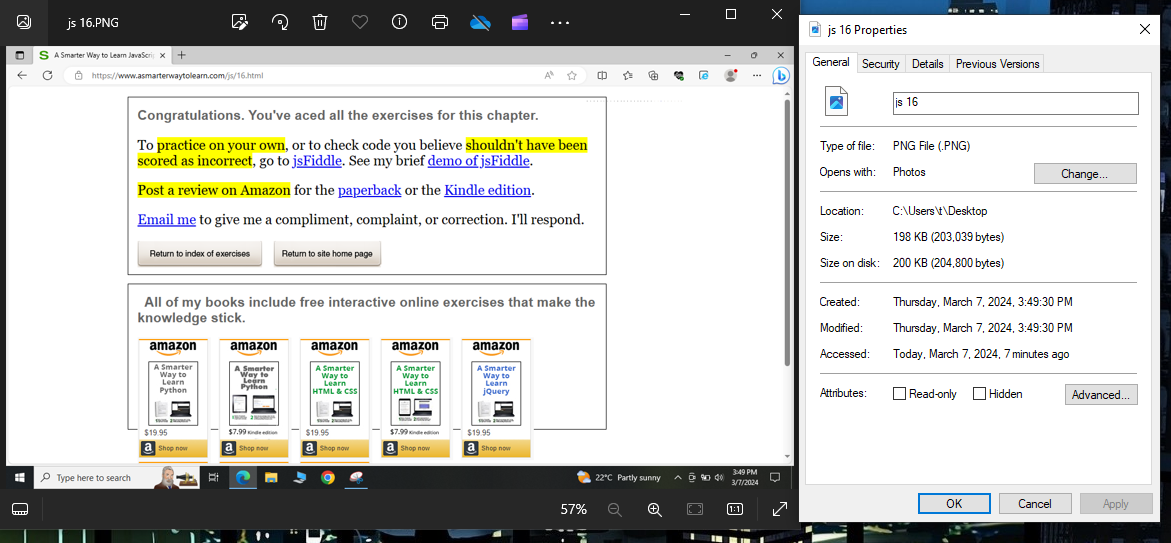 js 16.PNG
A Smarter Way to Learn JavaScri
https://www.asmarterwaytolearn.com/js/16.html
Congratulations. You've aced all the exercises for this chapter.
To practice on your own, or to check code you believe shouldn't have been
scored as incorrect, go to jsFiddle. See my brief demo of jsFiddle.
Post a review on Amazon for the paperback or the Kindle edition.
Email me to give me a compliment, complaint, or correction. I'll respond.
Return to index of exercises
Return to site home page
All of my books include free interactive online exercises that make the
knowledge stick.
amazon
A Smarter
Way to
Learn
Python
$19.95
Shop now
amazon
A Smarter
Way to
Learn
Python
$7.99 Kindle edition
Shop now
amazon
A Smarter
Way to
Learn
HTML & CSS
$19.95
Shop now
amazon
A Smarter
Way to
Learn
HTML & CSS
$7.99 Kindle edition
Shop now
amazon
A Smarter
Way to
Learn
jQuery
$19.95
Shop now
Type here to search
22°C Partly sunny
3:49 PM
3/7/2024
57%
1:1
js 16 Properties
General Security Details Previous Versions
js 16
Type of file: PNG File (.PNG)
Opens with: Photos Change...
Location: C:\Users\t\Desktop
Size: 198 KB (203,039 bytes)
Size on disk: 200 KB (204,800 bytes)
Created: Thursday, March 7, 2024, 3:49:30 PM
Modified: Thursday, March 7, 2024, 3:49:30 PM
Accessed: Today, March 7, 2024, 7 minutes ago
Attributes: Read-only Hidden Advanced...
OK Cancel Apply